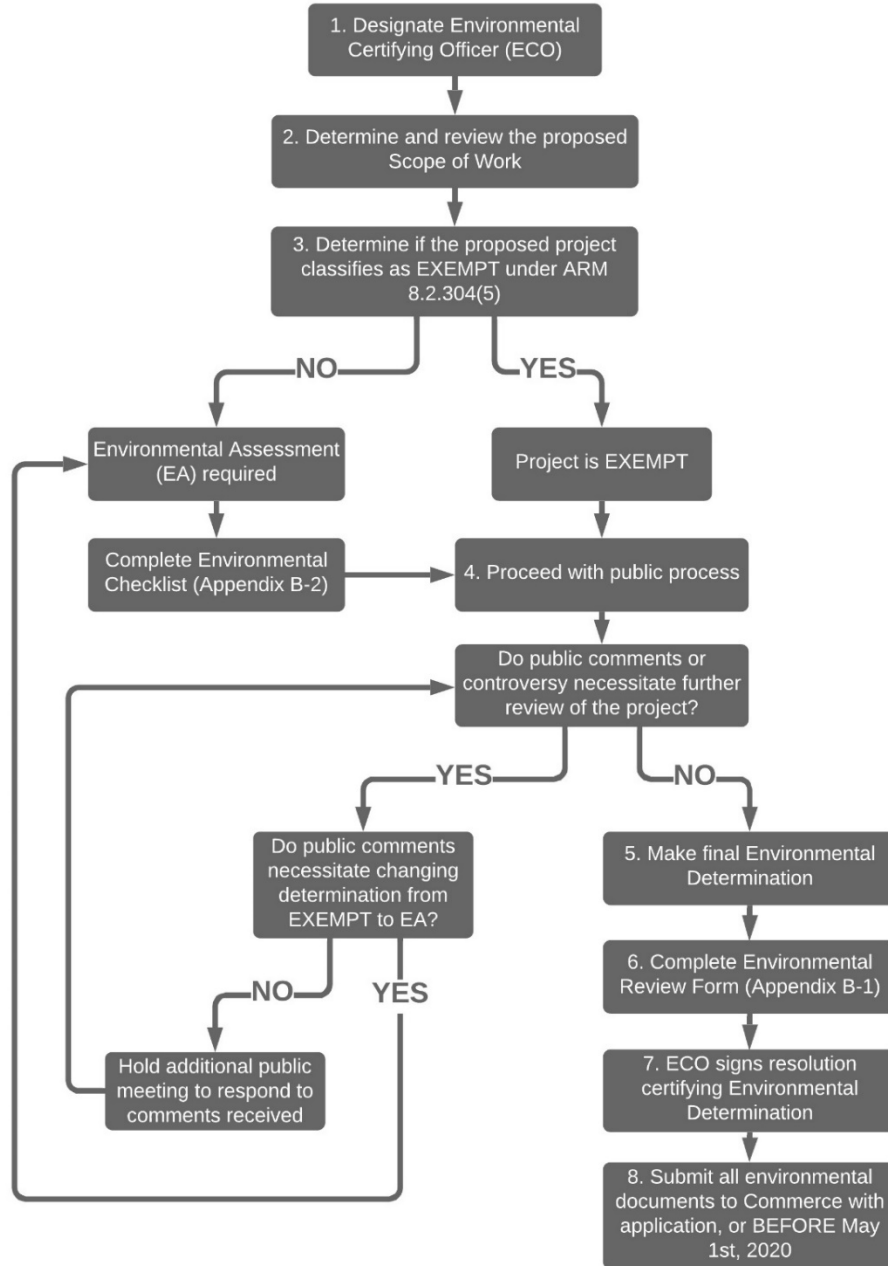 1. Designate Environmental
Certifying Officer (ECO)
2. Determine and review the proposed
Scope of Work
3. Determine if the proposed project
classifies as EXEMPT under ARM
8.2.304(5)
NO
YES
Environmental Assessment
(EA) required
Project is EXEMPT
Complete Environmental
Checklist (Appendix B-2)
4. Proceed with public process
Do public comments or
controversy necessitate further
review of the project?
YES
NO
Do public comments
necessitate changing
determination from
EXEMPT to EA?
5. Make final Environmental
Determination
NO
YES
6. Complete Environmental
Review Form (Appendix B-1)
Hold additional public
meeting to respond to
comments received
7. ECO signs resolution
certifying Environmental
Determination
8. Submit all environmental
documents to Commerce with
application, or BEFORE May
1st, 2020